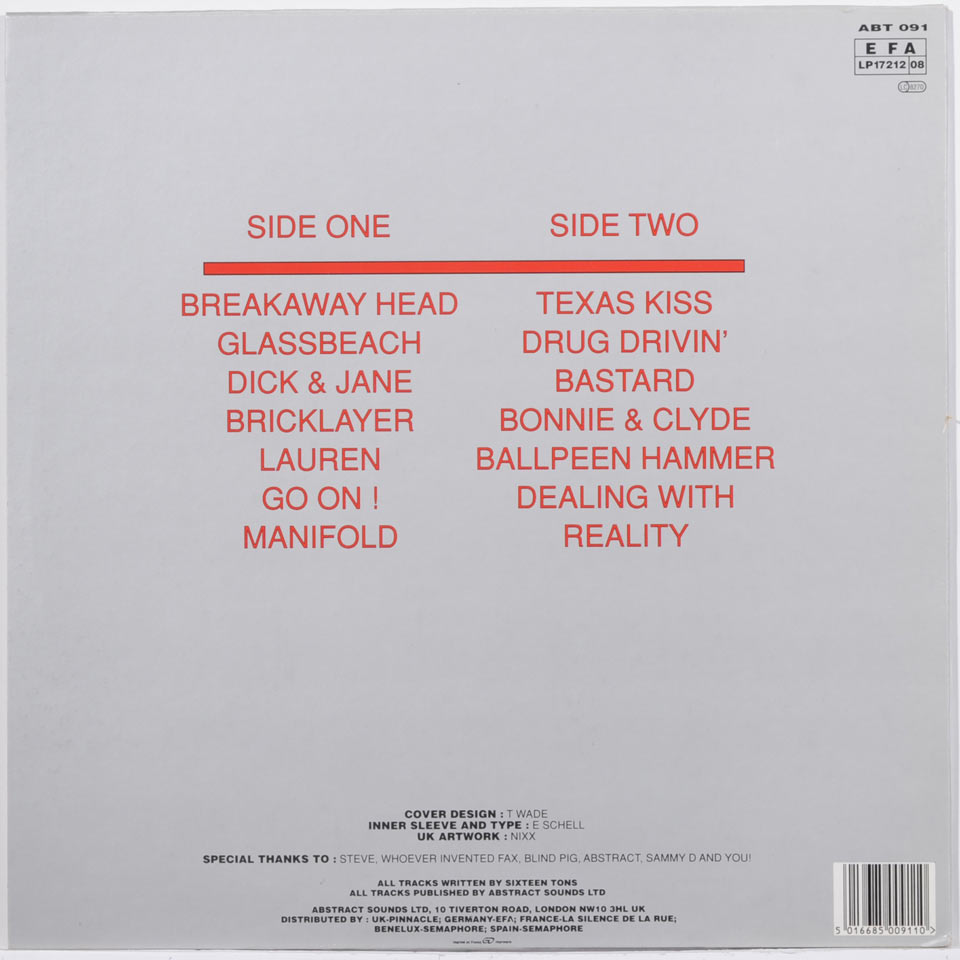 ABT 091
E F A
LP17212 08
LC 8270
SIDE ONE
BREAKAWAY HEAD
GLASSBEACH
DICK & JANE
BRICKLAYER
LAUREN
GO ON !
MANIFOLD
SIDE TWO
TEXAS KISS
DRUG DRIVIN'
BASTARD
BONNIE & CLYDE
BALLPEEN HAMMER
DEALING WITH
REALITY
COVER DESIGN : T WADE
INNER SLEEVE AND TYPE : E SCHELL
UK ARTWORK : NIXX
SPECIAL THANKS TO : STEVE, WHOEVER INVENTED FAX, BLIND PIG, ABSTRACT, SAMMY D AND YOU!
ALL TRACKS WRITTEN BY SIXTEEN TONS
ALL TRACKS PUBLISHED BY ABSTRACT SOUNDS LTD
ABSTRACT SOUNDS LTD, 10 TIVERTON ROAD, LONDON NW10 3HL UK
DISTRIBUTED BY : UK-PINNACLE; GERMANY-EFA; FRANCE-LA SILENCE DE LA RUE;
BENELUX-SEMAPHORE; SPAIN-SEMAPHORE
5 016685 009110 >